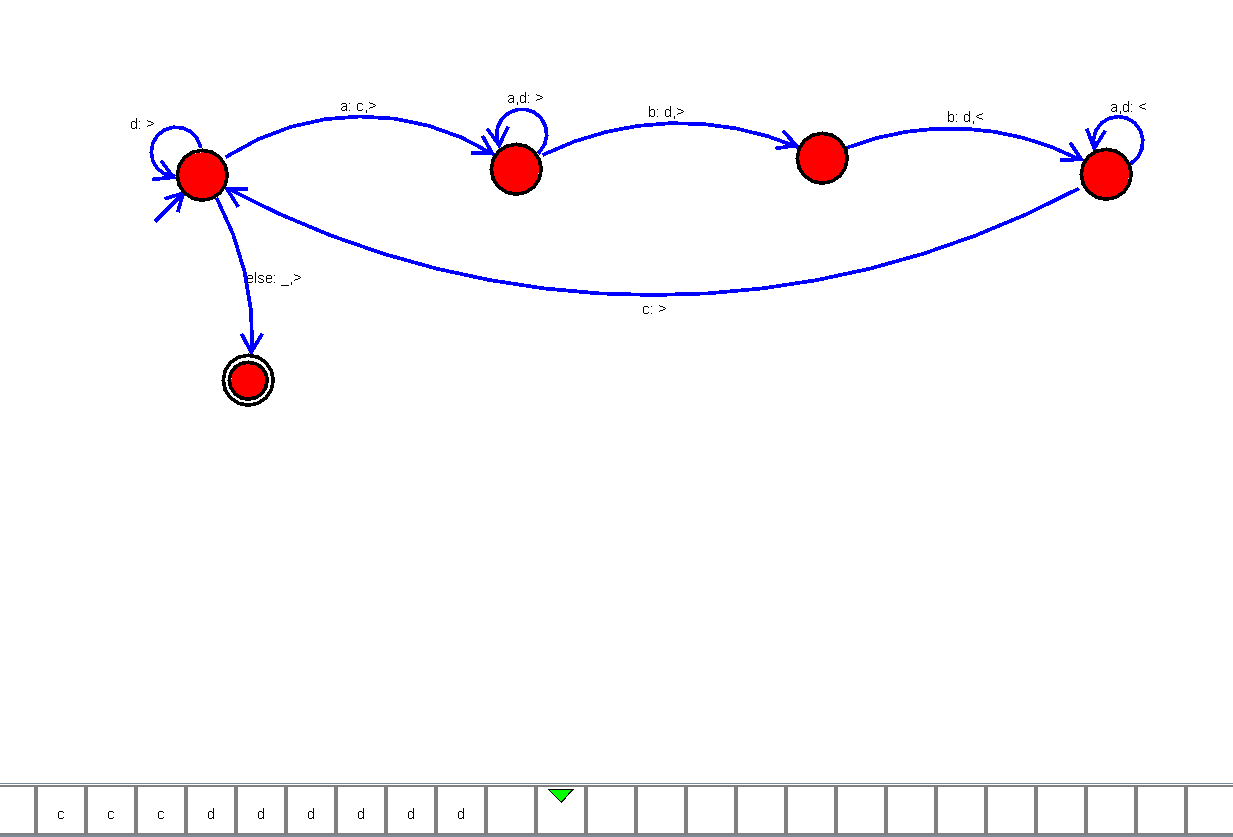 d: >
a: c,>
a,d: >
b: d,>
b: d,<
a,d: <
else: _,>
c: >
c c c d d d d d d